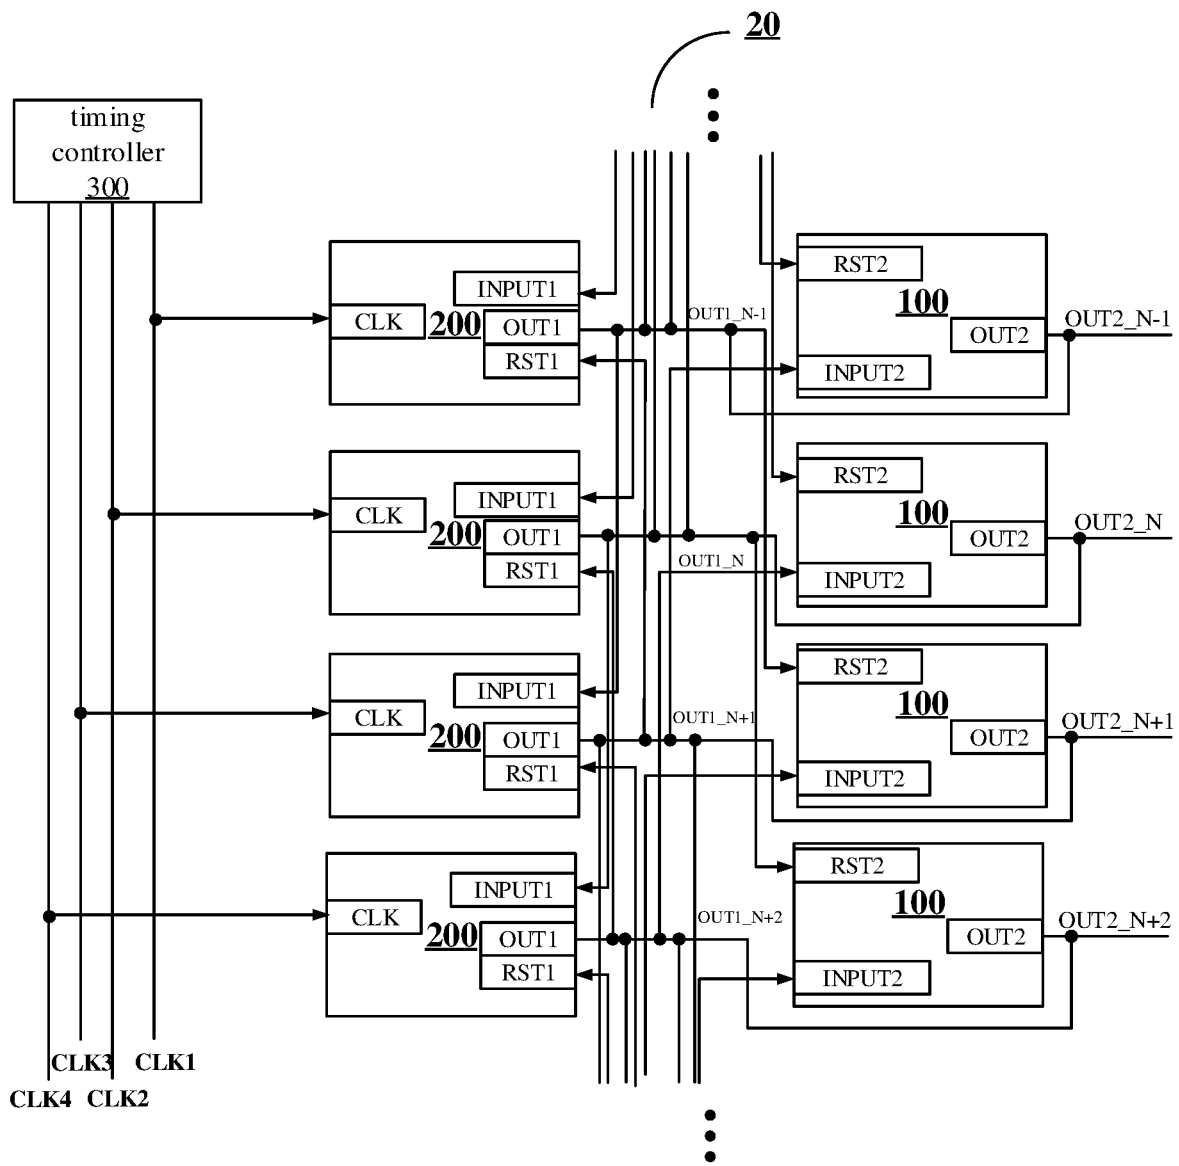 20
timing
controller
300
INPUT1
CLK
200
OUT1
RST1
OUT1_N-1
RST2
100
OUT2
INPUT2
OUT2_N-1
INPUT1
CLK
200
OUT1
RST1
OUT1_N
RST2
100
OUT2
INPUT2
OUT2_N
INPUT1
CLK
200
OUT1
RST1
OUT1_N+1
RST2
100
OUT2
INPUT2
OUT2_N+1
INPUT1
CLK
200
OUT1
RST1
OUT1_N+2
RST2
100
OUT2
INPUT2
OUT2_N+2
CLK3
CLK1
CLK4
CLK2